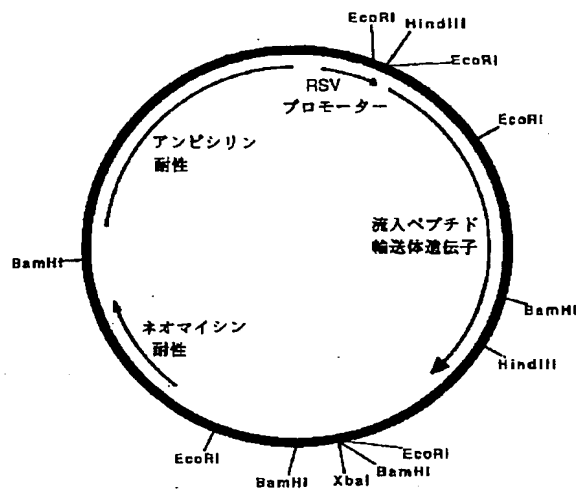 EcoRI
HindIII
EcoRI
RSV
プロモーター
EcoRI
アンピシリン
耐性
流入ペプチド
輸送体遺伝子
BamHI
BamHI
ネオマイシン
耐性
HindIII
EcoRI
EcoRI
BamHI
BamHI
XbaI